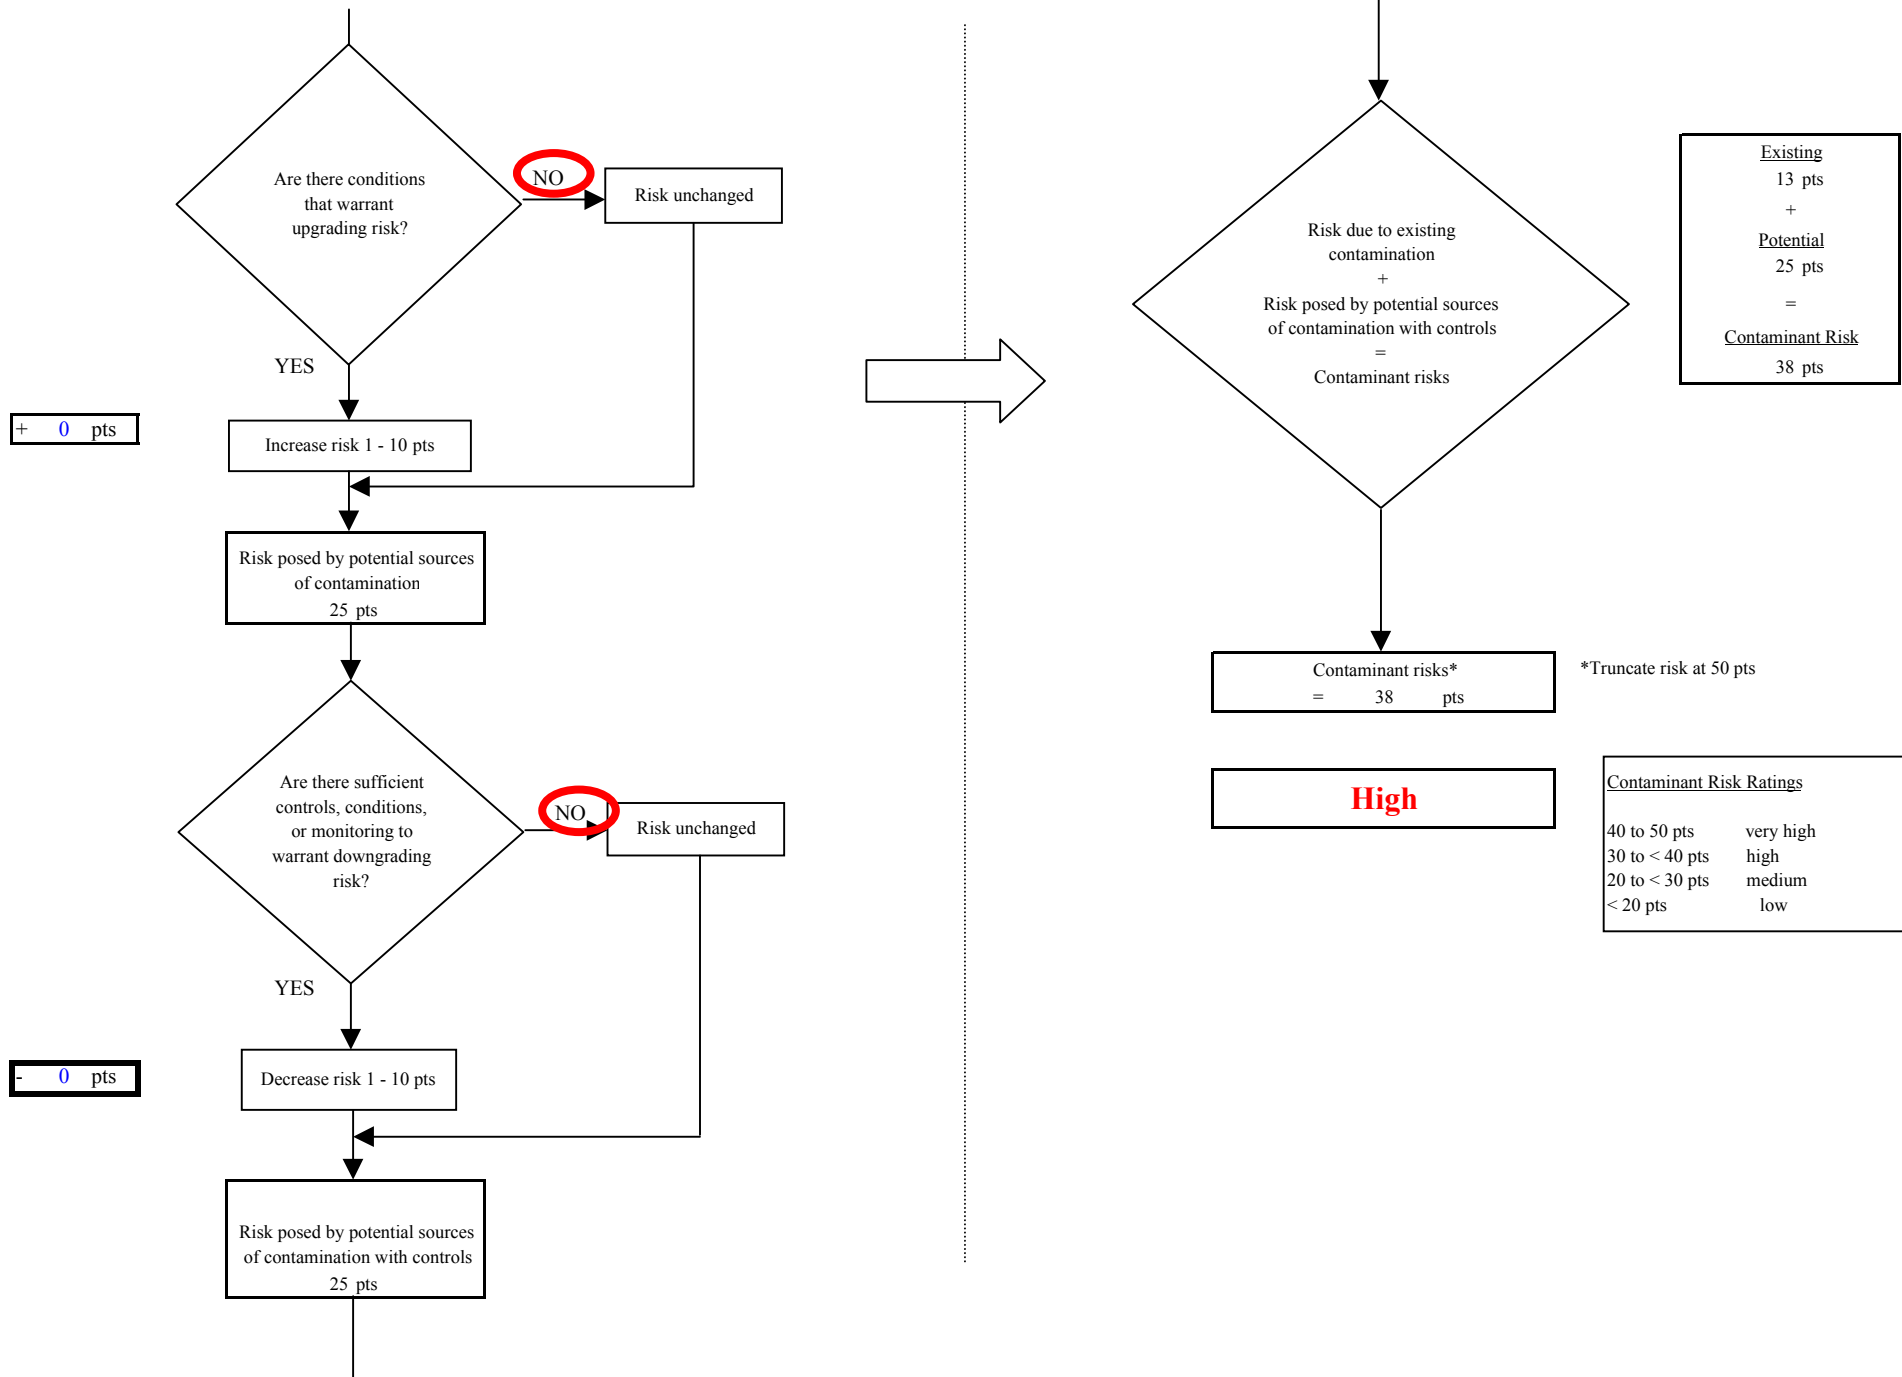 Are there conditions
that warrant
upgrading risk?
NO
Risk unchanged
YES
+ 0 pts
Increase risk 1 - 10 pts
Risk posed by potential sources
of contamination
25 pts
Are there sufficient
controls, conditions,
or monitoring to
warrant downgrading
risk?
NO
Risk unchanged
YES
- 0 pts
Decrease risk 1 - 10 pts
Risk posed by potential sources
of contamination with controls
25 pts
Risk due to existing
contamination
+
Risk posed by potential sources
of contamination with controls
=
Contaminant risks
Existing
13 pts
+
Potential
25 pts
=
Contaminant Risk
38 pts
Contaminant risks*
= 38 pts
*Truncate risk at 50 pts
High
Contaminant Risk Ratings
40 to 50 pts very high
30 to < 40 pts high
20 to < 30 pts medium
< 20 pts low